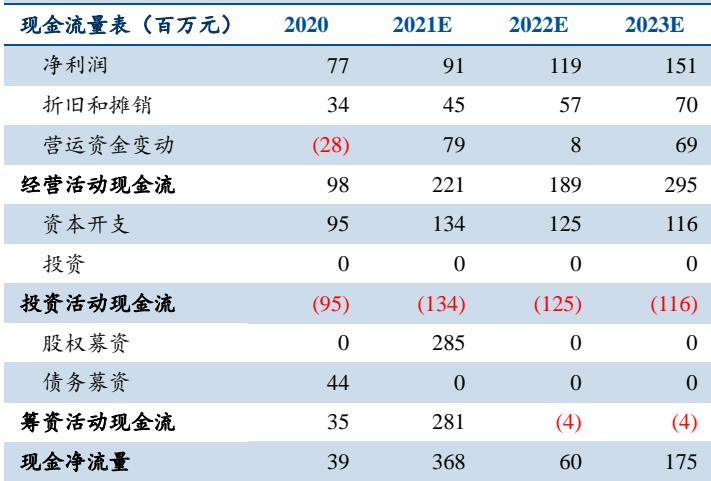 现金流量表（百万元） 2020 2021E 2022E 2023E
净利润 77 91 119 151
折旧和摊销 34 45 57 70
营运资金变动 (28) 79 8 69
经营活动现金流 98 221 189 295
资本开支 95 134 125 116
投资 0 0 0 0
投资活动现金流 (95) (134) (125) (116)
股权募资 0 285 0 0
债务募资 44 0 0 0
筹资活动现金流 35 281 (4) (4)
现金净流量 39 368 60 175